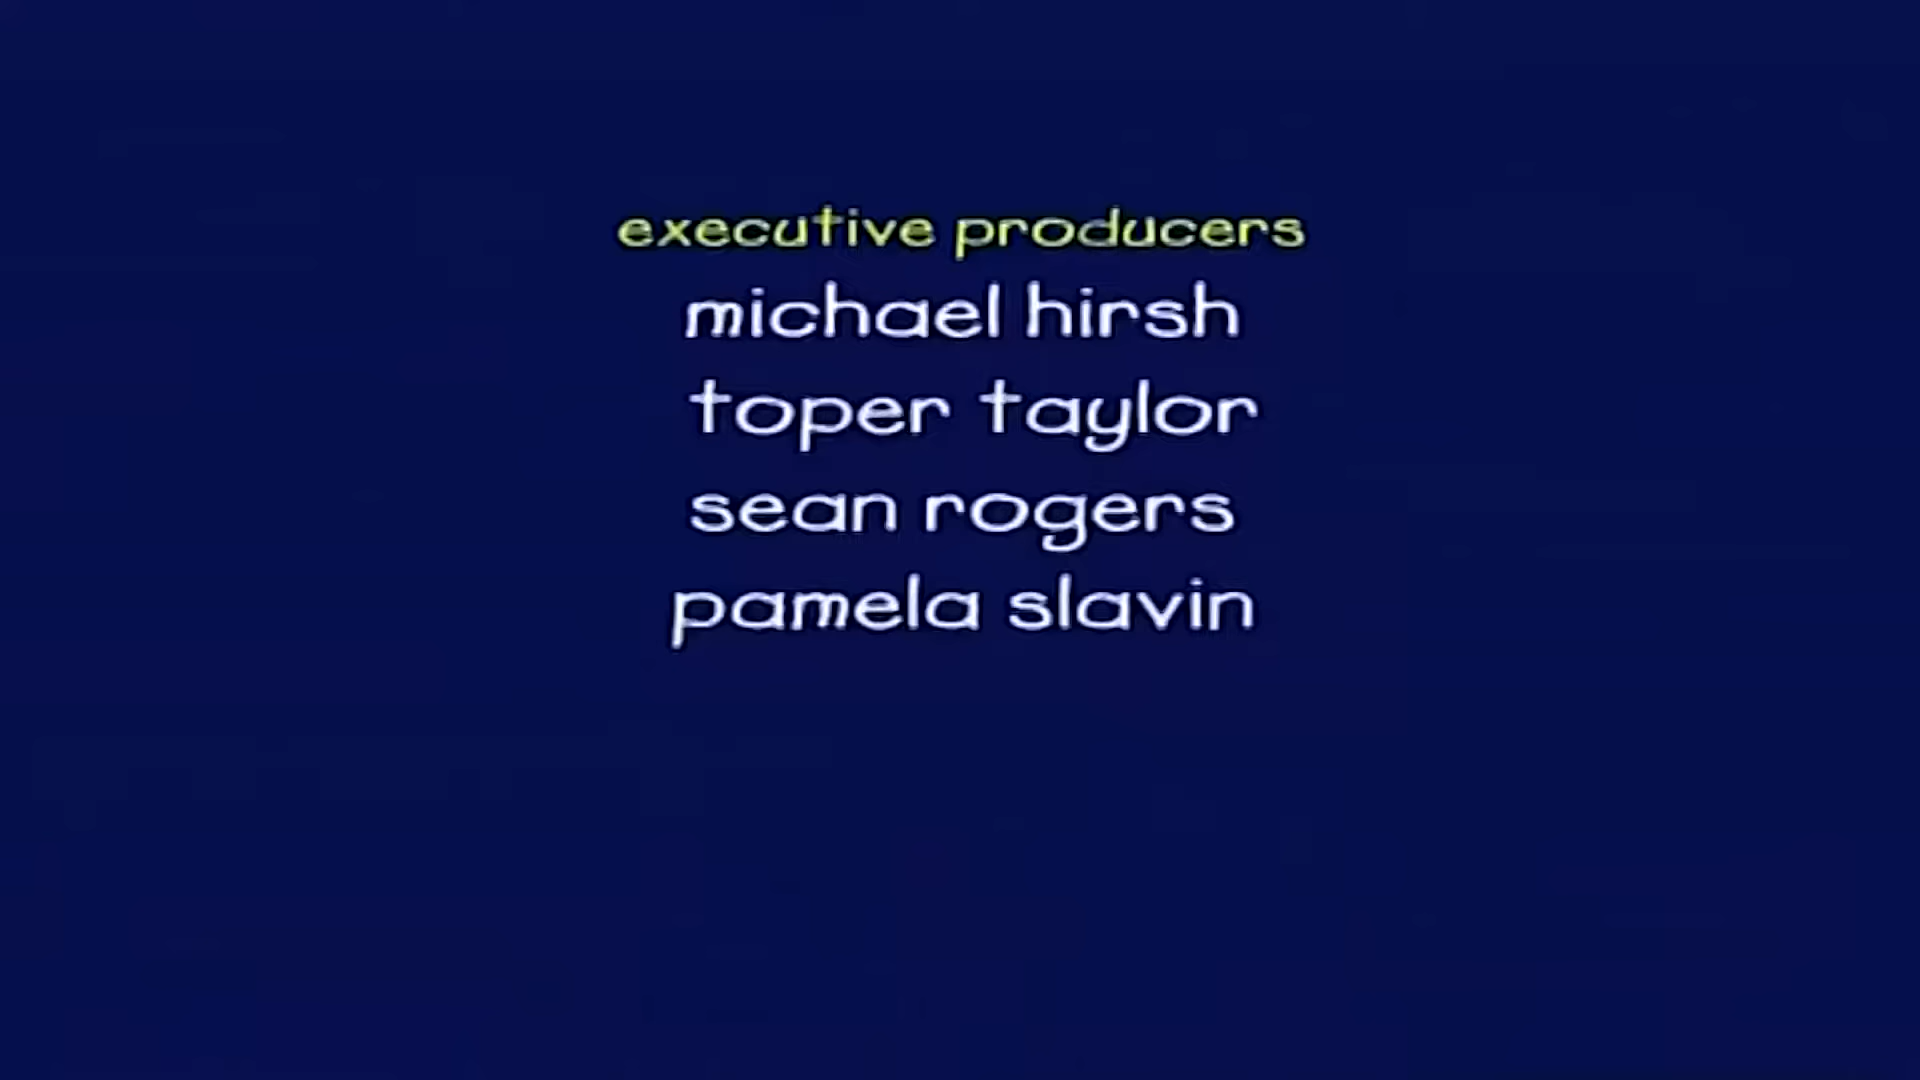 executive producers
michael hirsh
toper taylor
sean rogers
pamela slavin